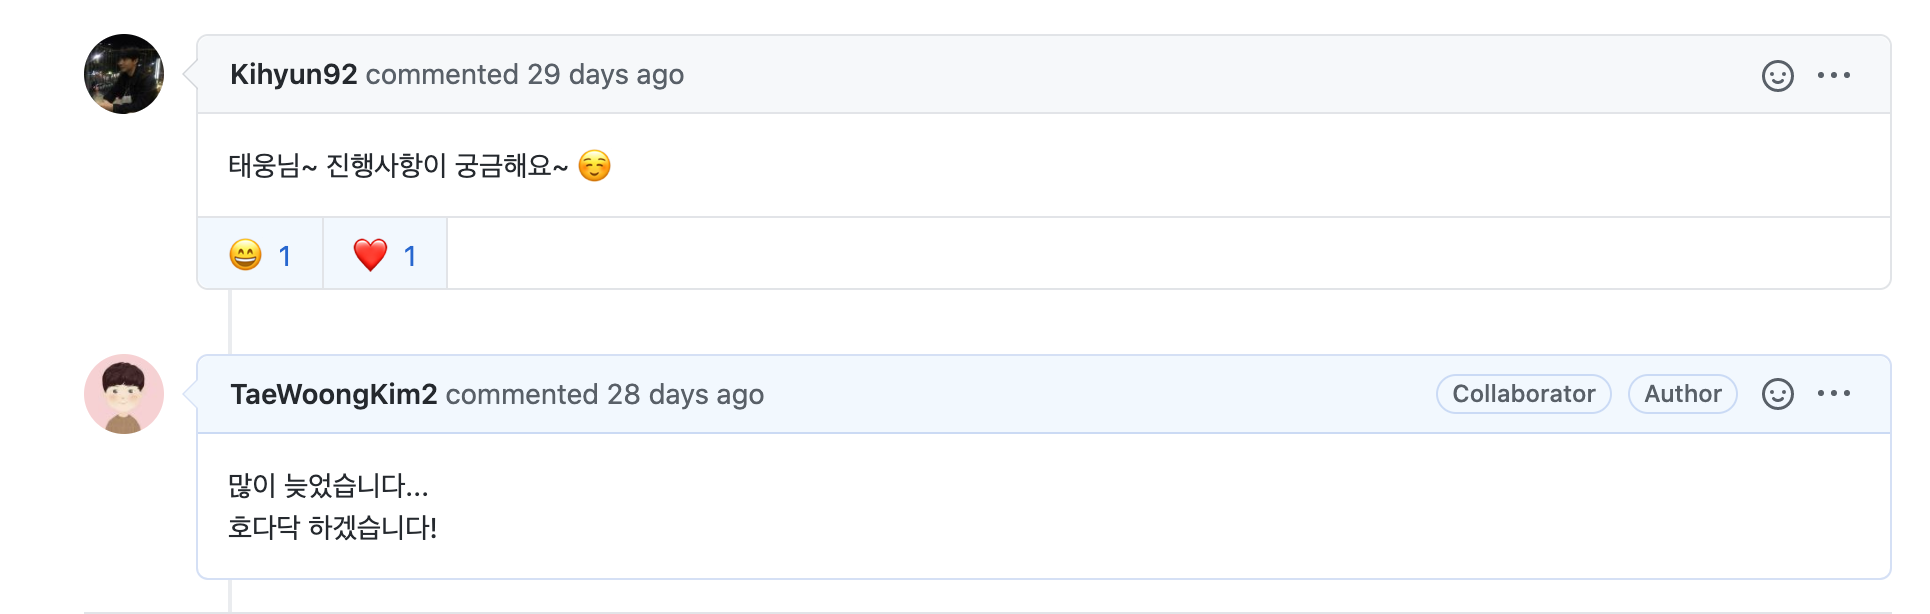 Kihyun92 commented 29 days ago
태웅님~ 진행사항이 궁금해요~ ☺️
😄 1 ❤️ 1
TaeWoongKim2 commented 28 days ago Collaborator Author
많이 늦었습니다...
호다닥 하겠습니다!